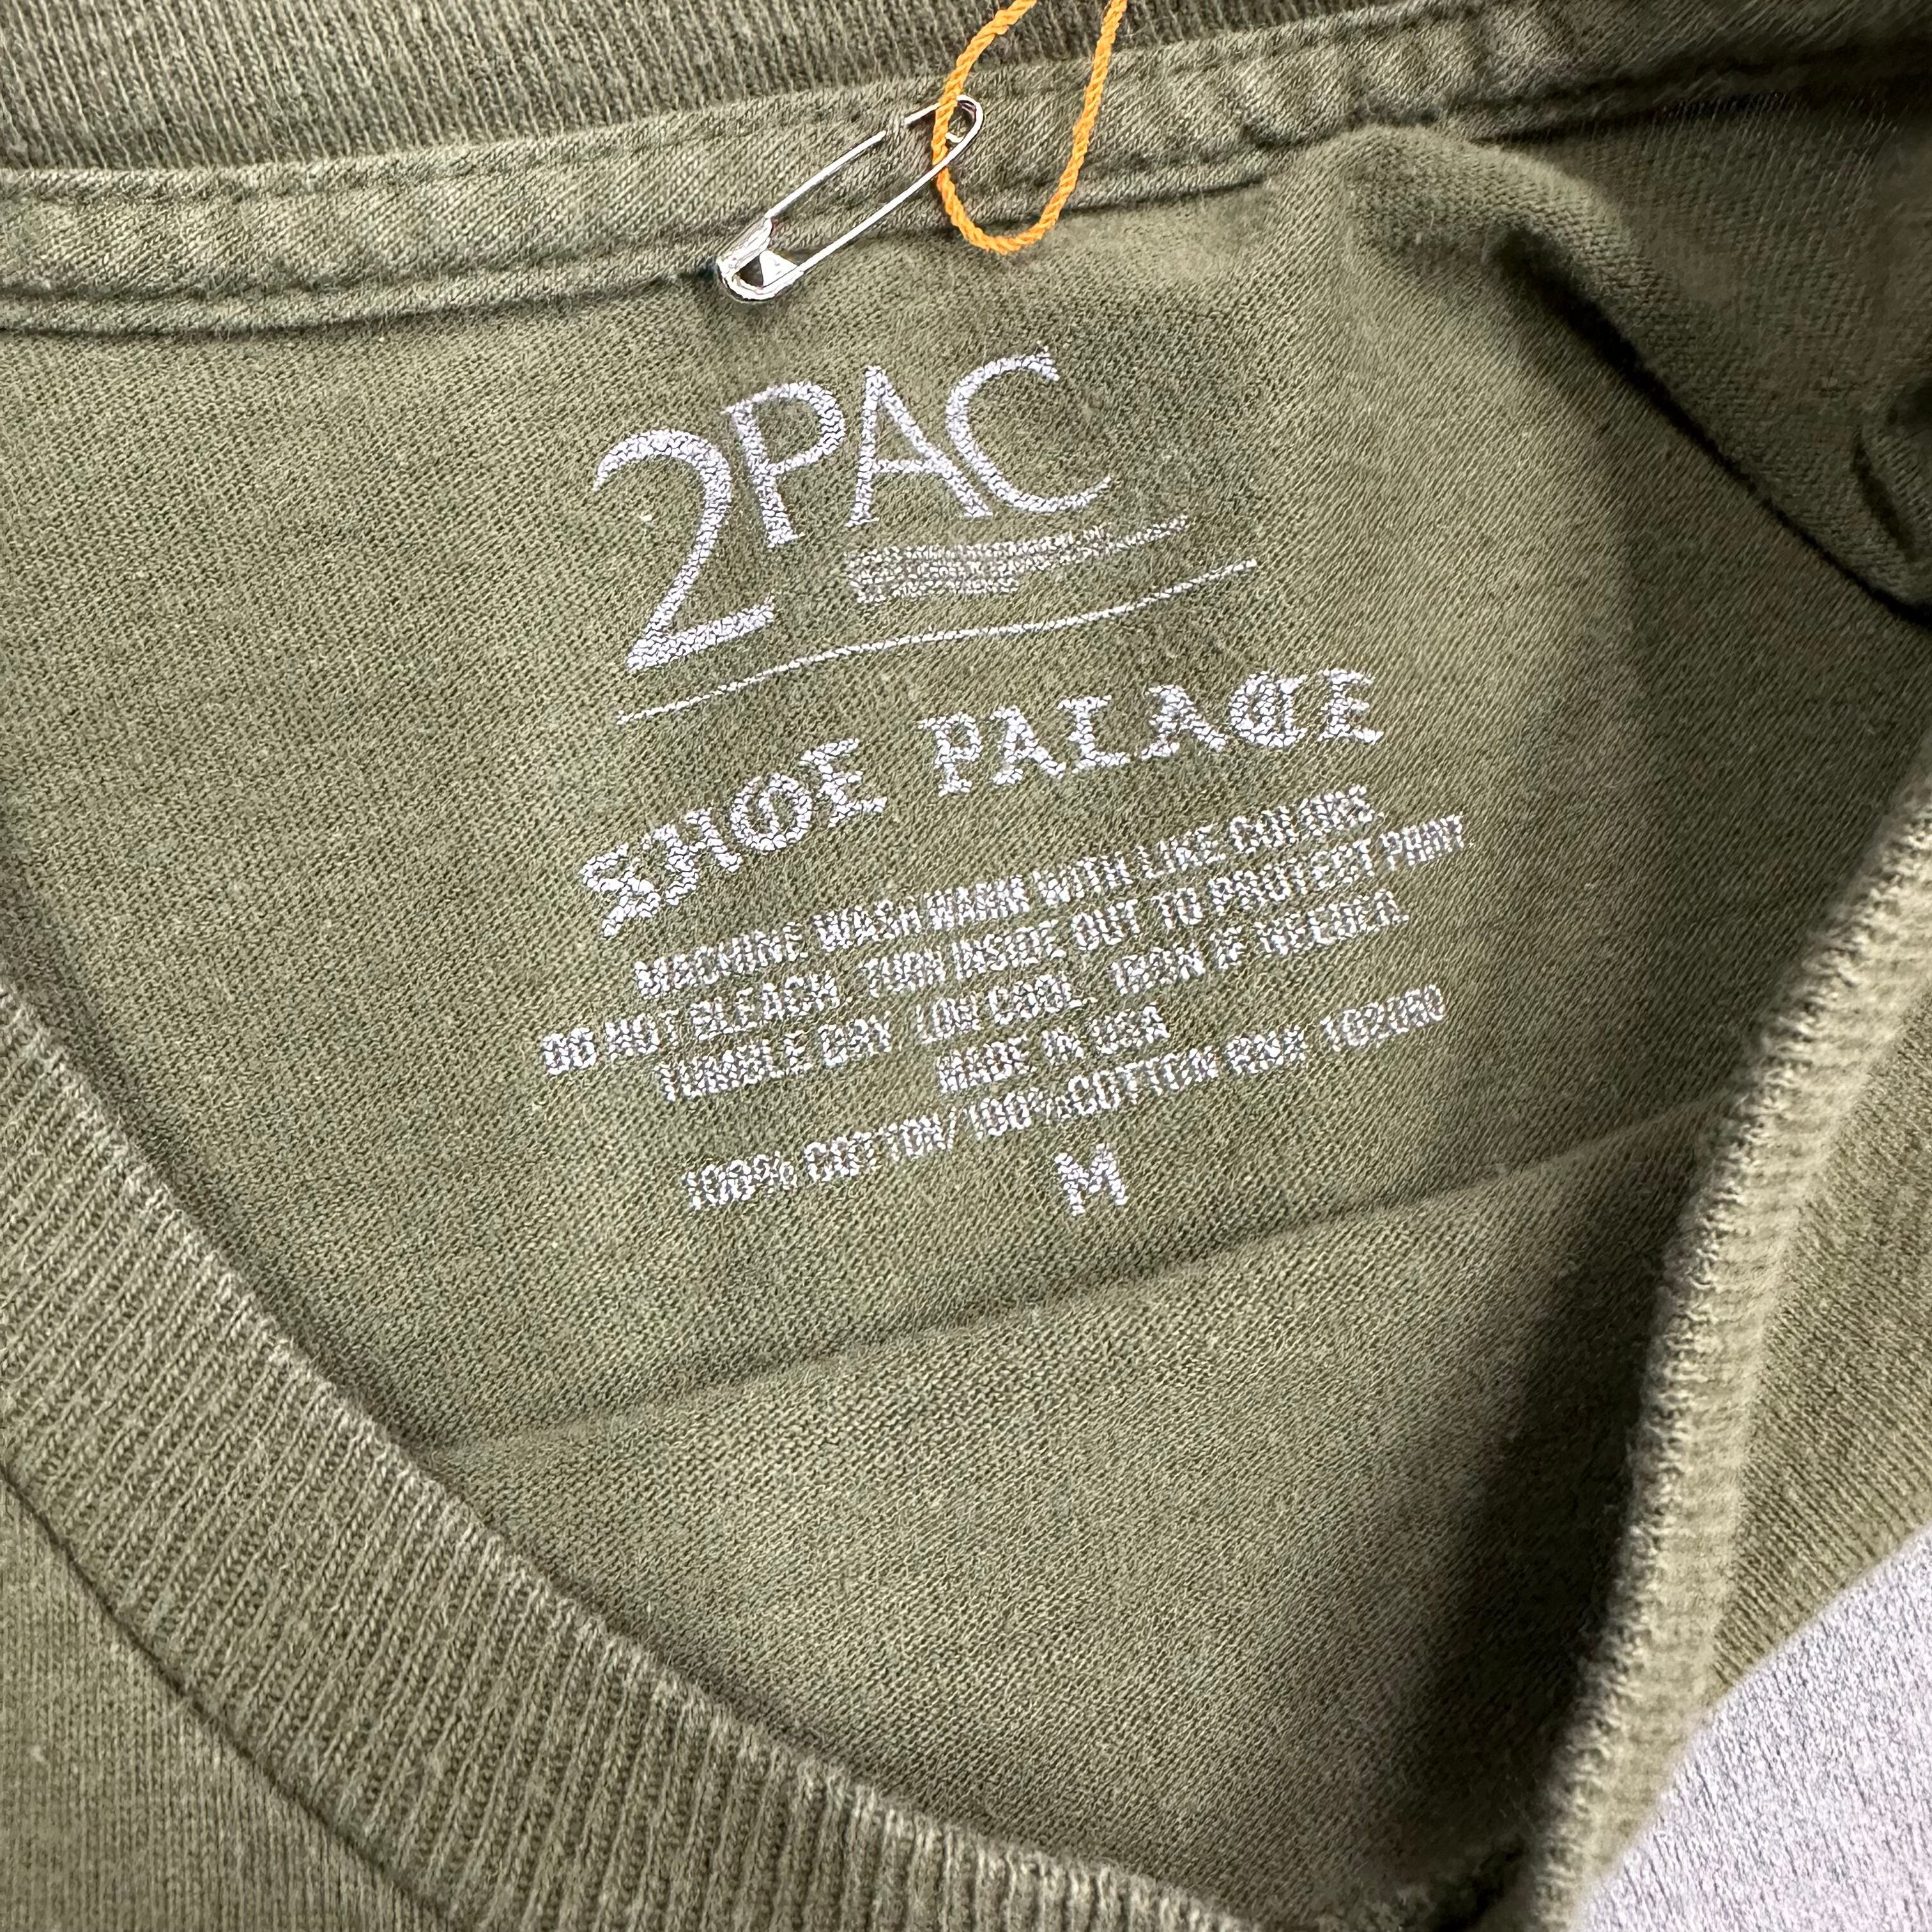 2PAC
SHOE PALACE
MACHINE WASH WARM WITH LIKE COLORS
DO NOT BLEACH TURN INSIDE OUT TO PROTECT PRINT
TUMBLE DRY LOW COOL. IRON IF NEEDED.
MADE IN USA
100% COTTON/100%COTTON RN#
M